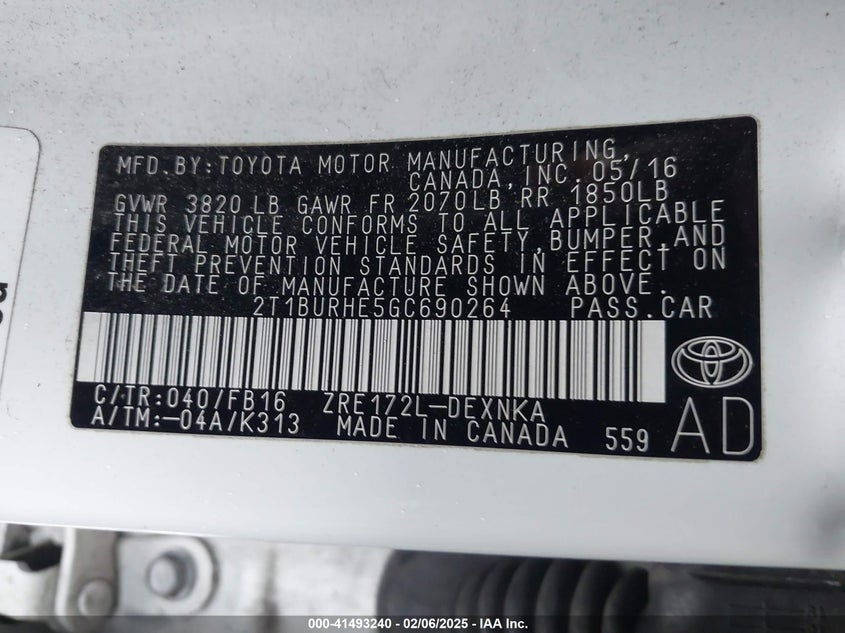 MFD. BY: TOYOTA MOTOR MANUFACTURING,
CANADA, INC. 05/16
GVWR 3820 LB GAWR FR 2070LB RR 1850LB
THIS VEHICLE CONFORMS TO ALL APPLICABLE
FEDERAL MOTOR VEHICLE SAFETY, BUMPER, AND
THEFT PREVENTION STANDARDS IN EFFECT ON
THE DATE OF MANUFACTURE SHOWN ABOVE.
2T1BURHE5GC690264 PASS. CAR
C/TR: 040/FB16 ZRE172L-DEXNKA
A/TM: -04A/K313 MADE IN CANADA 559 AD
000-41493240 - 02/06/2025 - IAA Inc.